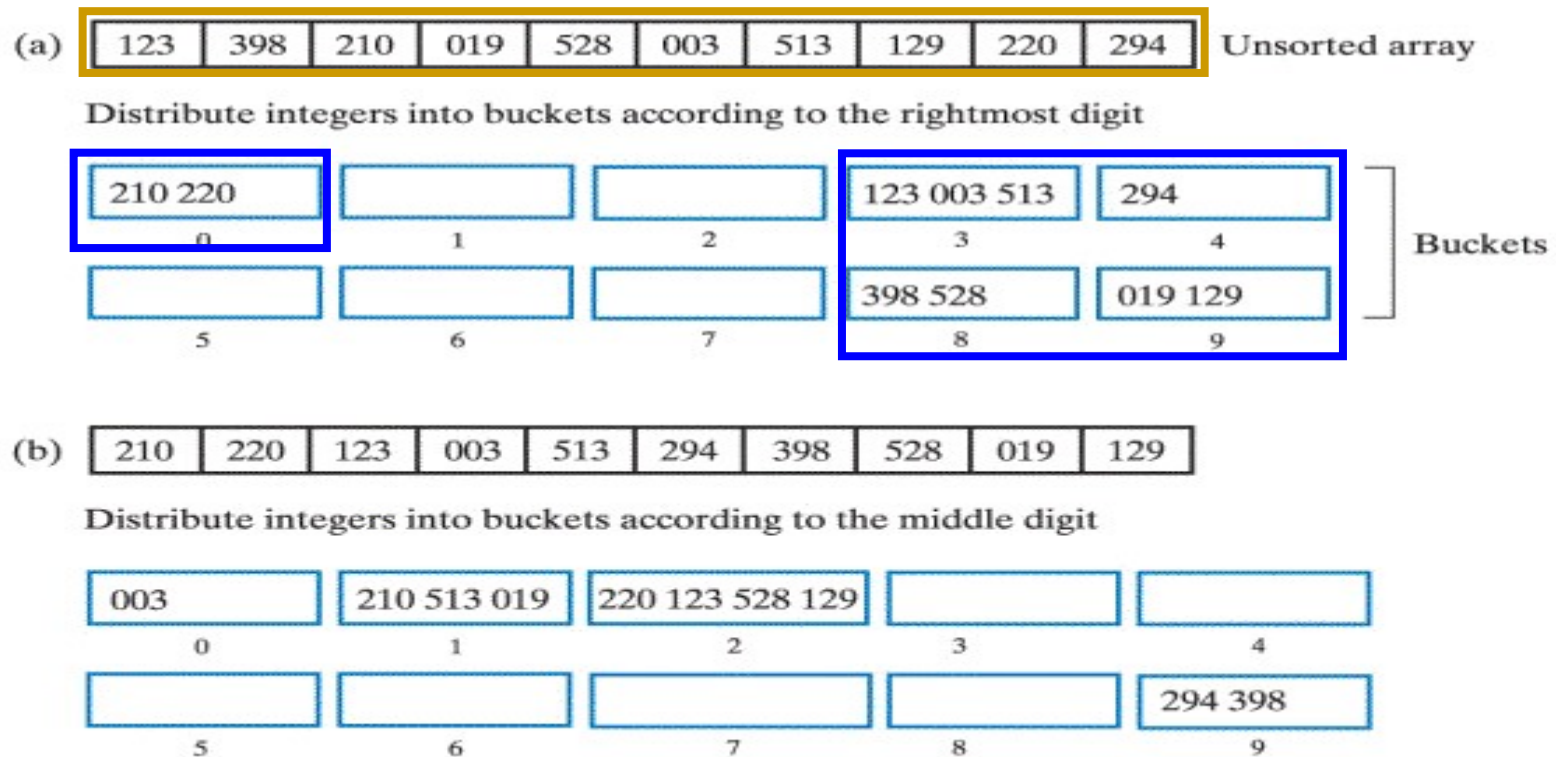 (a) 123 398 210 019 528 003 513 129 220 294 Unsorted array
Distribute integers into buckets according to the rightmost digit
210 220 123 003 513 294
0 1 2 3 4
Buckets
398 528 019 129
5 6 7 8 9
(b) 210 220 123 003 513 294 398 528 019 129
Distribute integers into buckets according to the middle digit
003 210 513 019 220 123 528 129
0 1 2 3 4
294 398
5 6 7 8 9